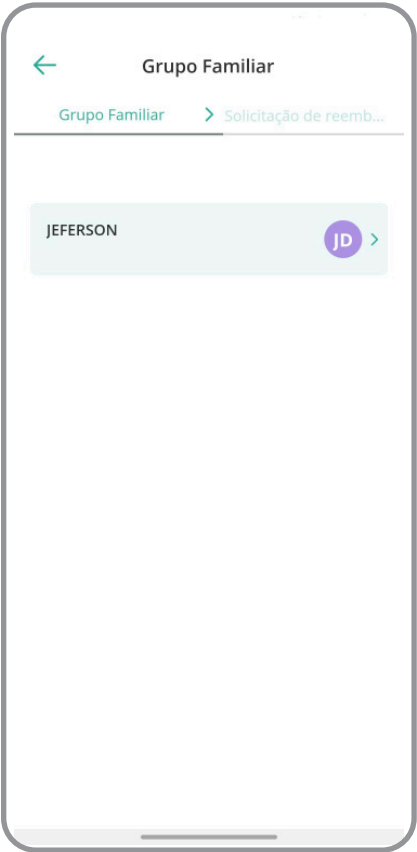 Grupo Familiar
Grupo Familiar > Solicitação de reemb...
JEFERSON
JD >